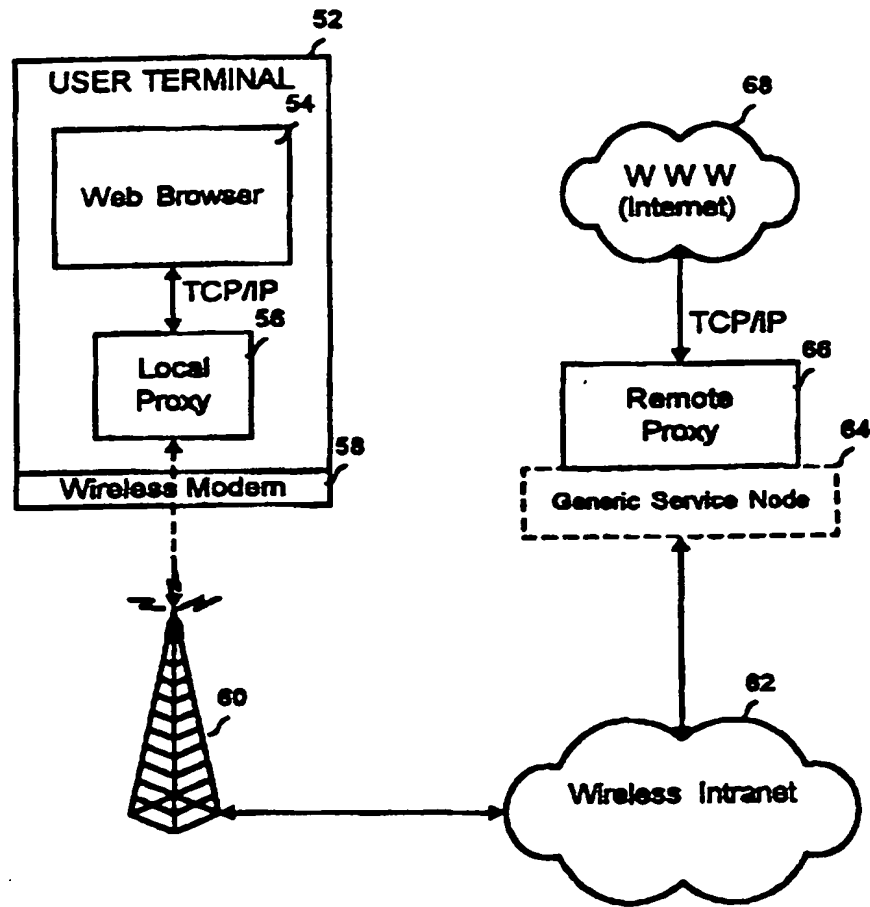 52
USER TERMINAL
54
Web Browser
TCP/IP
56
Local
Proxy
58
Wireless Modem
60
68
W W W
(Internet)
TCP/IP
66
Remote
Proxy
64
Generic Service Node
62
Wireless Intranet